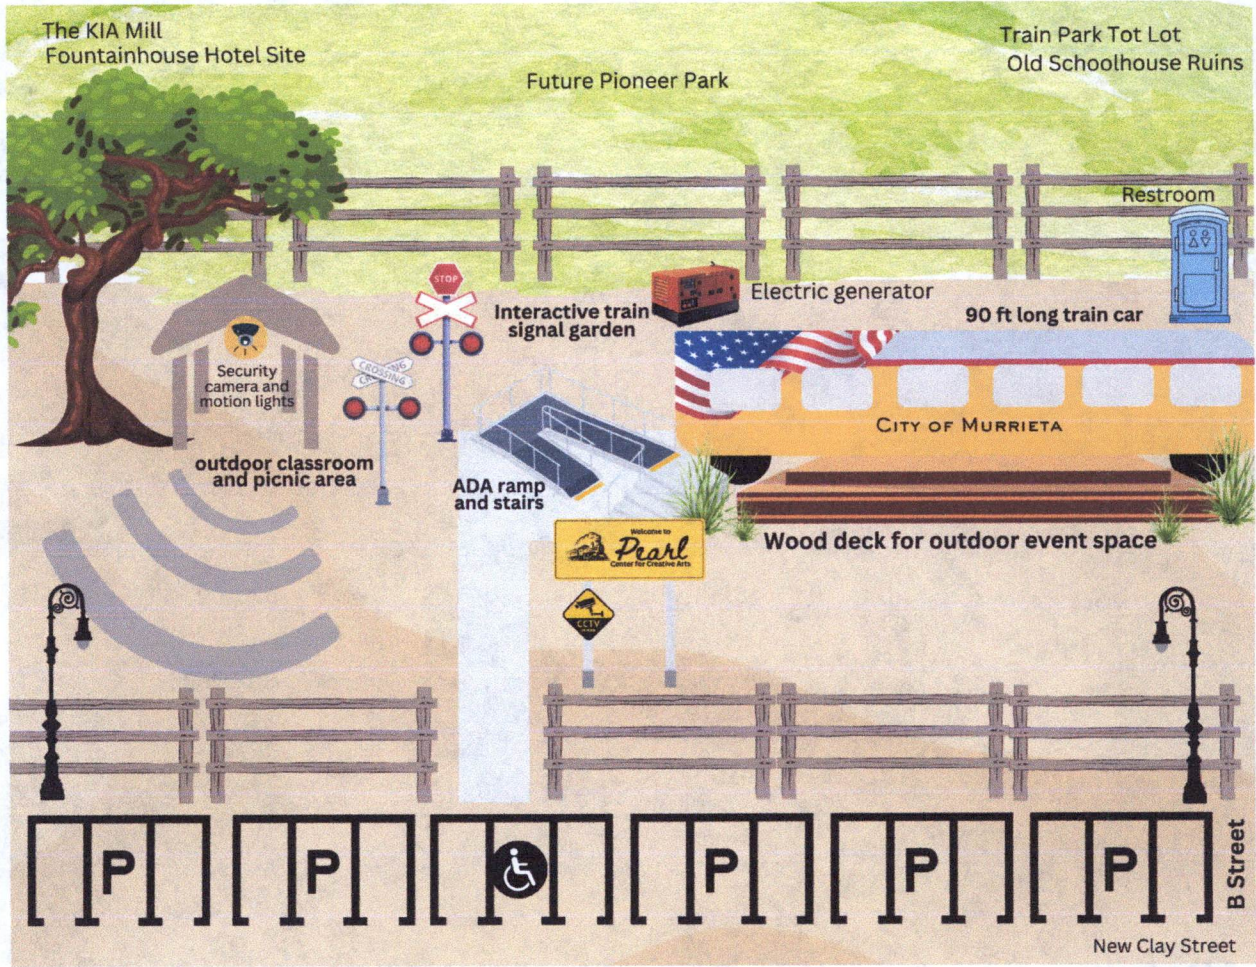 The KIA Mill
Fountainhouse Hotel Site
Future Pioneer Park
Train Park Tot Lot
Old Schoolhouse Ruins
Restroom
STOP
Interactive train
signal garden
Electric generator
90 ft long train car
Security
camera and
motion lights
CROSSING
CITY OF MURRIETA
outdoor classroom
and picnic area
ADA ramp
and stairs
Welcome to
Pearl
Center for Creative Arts
Wood deck for outdoor event space
CCTV
P
P
P
P
P
B Street
New Clay Street